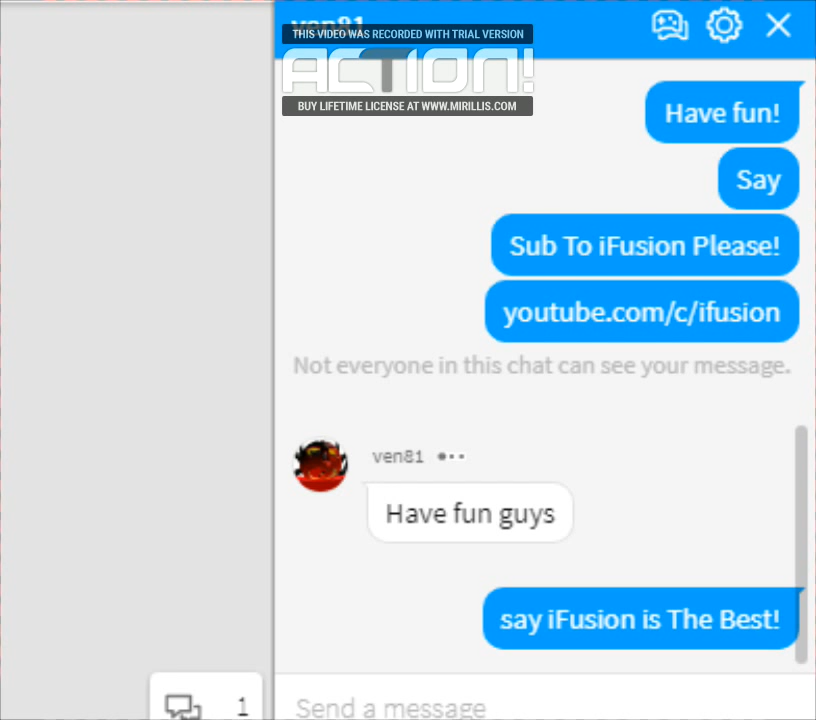 ven81
THIS VIDEO WAS RECORDED WITH TRIAL VERSION
ACTION!
BUY LIFETIME LICENSE AT WWW.MIRILLIS.COM
Have fun!
Say
Sub To iFusion Please!
youtube.com/c/ifusion
Not everyone in this chat can see your message.
ven81
Have fun guys
say iFusion is The Best!
1
Send a message